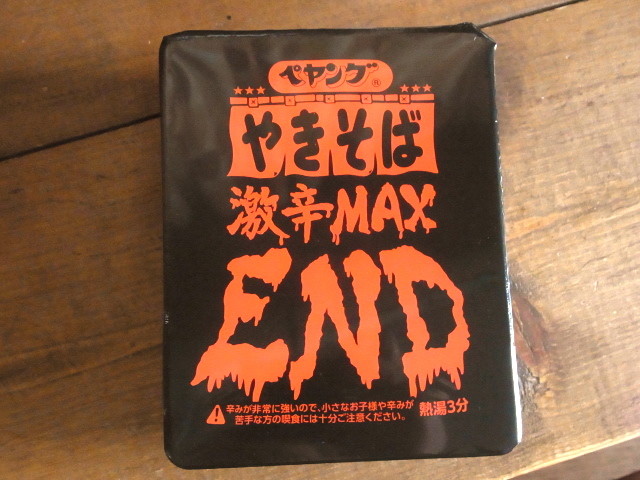 ペヤング®
やきそば
激辛MAX
END
辛みが非常に強いので、小さなお子様や辛みが
苦手な方の喫食には十分ご注意ください。
熱湯3分